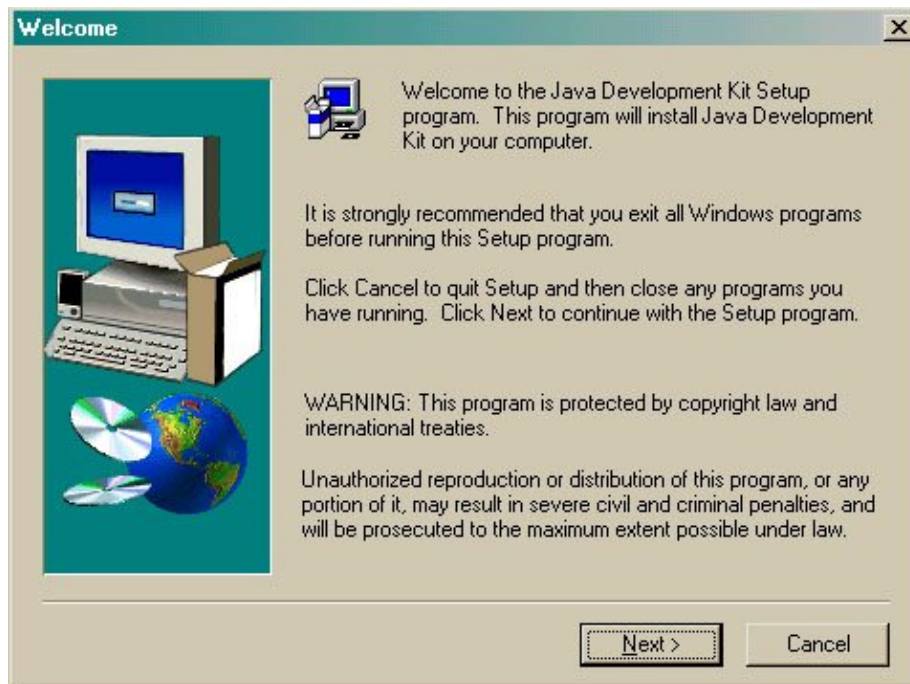 Welcome
Welcome to the Java Development Kit Setup
program.  This program will install Java Development
Kit on your computer.
It is strongly recommended that you exit all Windows programs
before running this Setup program.
Click Cancel to quit Setup and then close any programs you
have running.  Click Next to continue with the Setup program.
WARNING: This program is protected by copyright law and
international treaties.
Unauthorized reproduction or distribution of this program, or any
portion of it, may result in severe civil and criminal penalties, and
will be prosecuted to the maximum extent possible under law.
Next >
Cancel